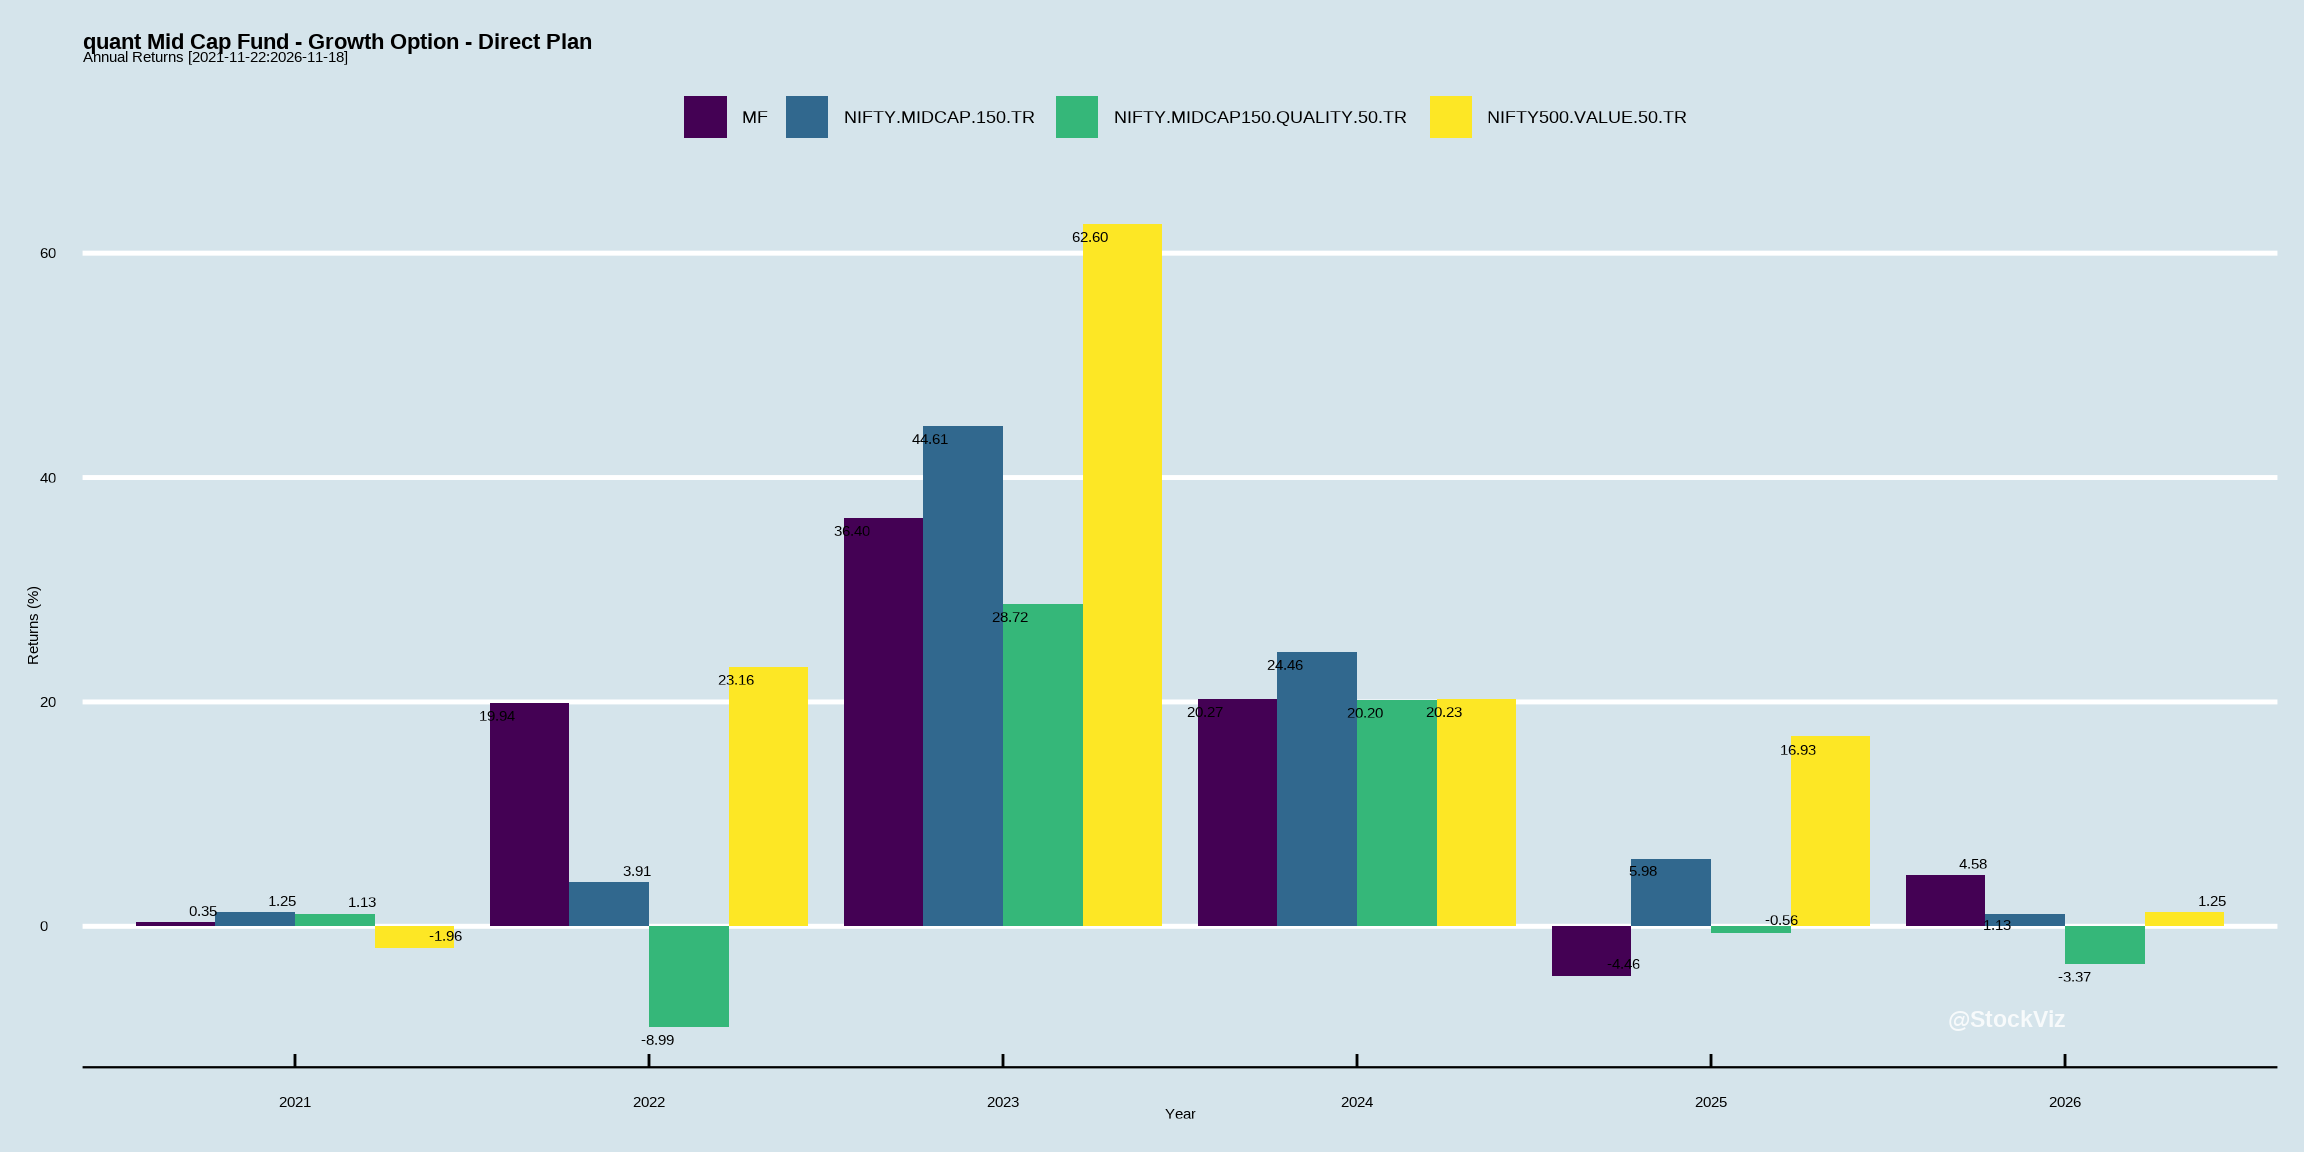 quant Mid Cap Fund - Growth Option - Direct Plan
Annual Returns [2021-11-22:2026-11-18]
MF NIFTY.MIDCAP.150.TR NIFTY.MIDCAP150.QUALITY.50.TR NIFTY500.VALUE.50.TR
62.60
60
44.61
40
36.40
28.72
Returns (%)
24.46
23.16
20
19.94
20.27 20.20 20.23
16.93
3.91
5.98
4.58
0.35 1.25 1.13
1.25
0
-1.96
-0.56
1.13
-4.46
-3.37
-8.99
@StockViz
2021 2022 2023 2024 2025 2026
Year